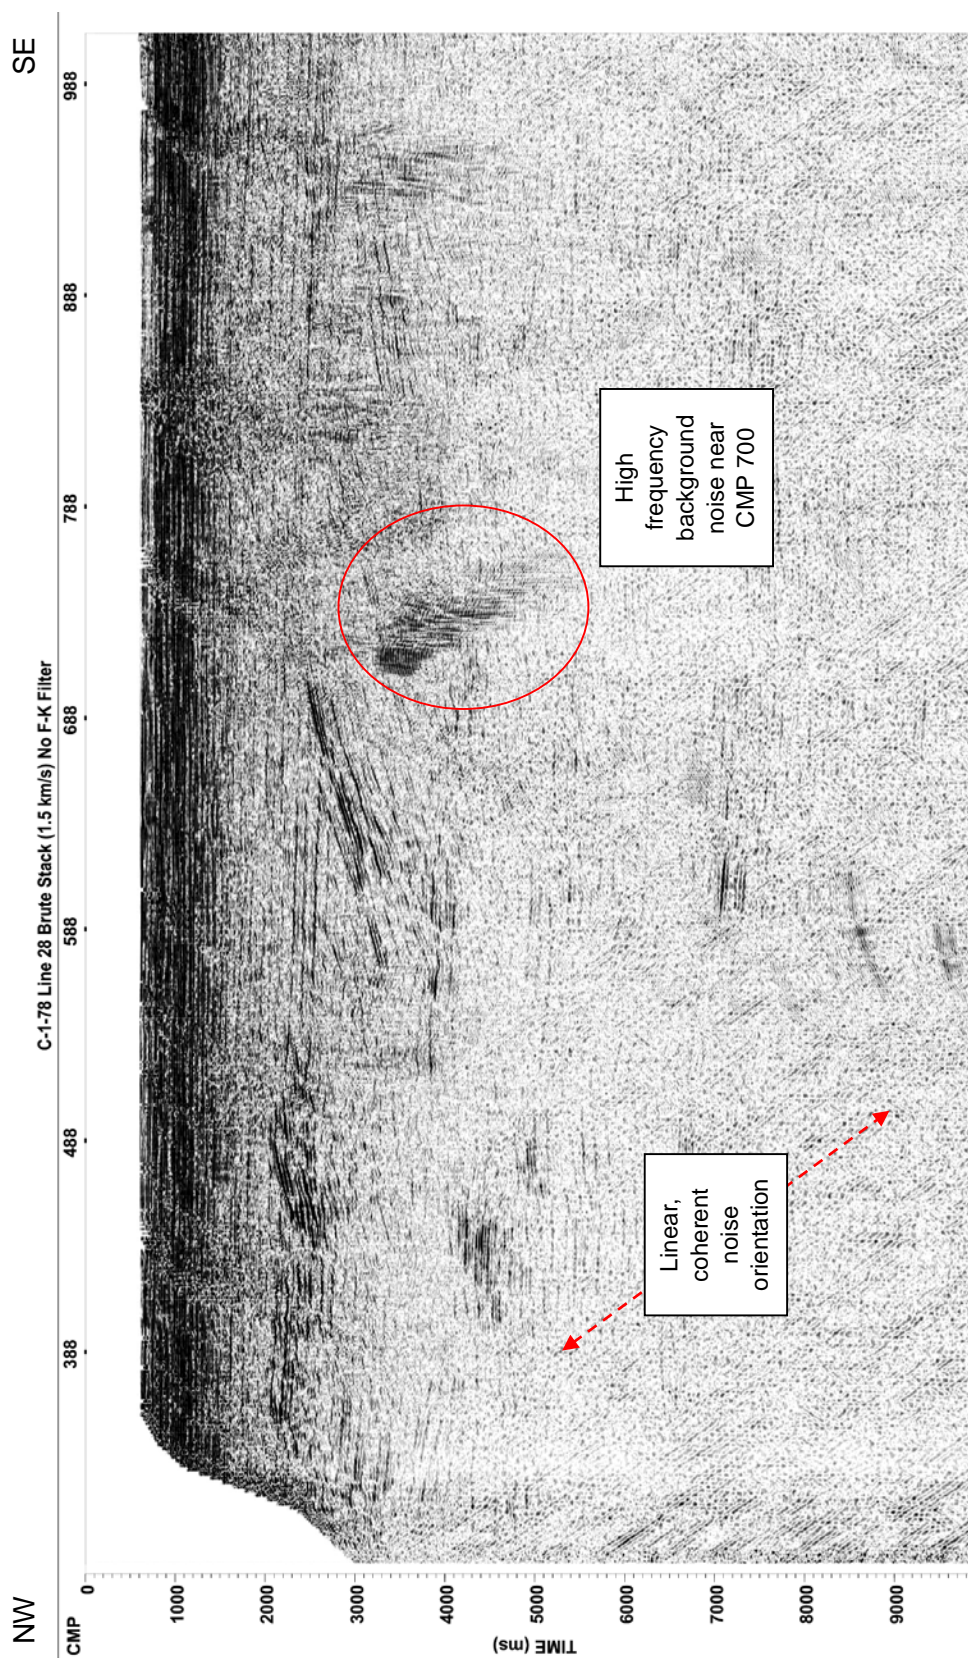 NW
SE
C-1-78 Line 28 Brute Stack (1.5 km/s) No F-K Filter
CMP
388
488
588
688
788
888
988
0
1000
2000
3000
4000
5000
6000
7000
8000
9000
TIME (ms)
High
frequency
background
noise near
CMP 700
Linear,
coherent
noise
orientation